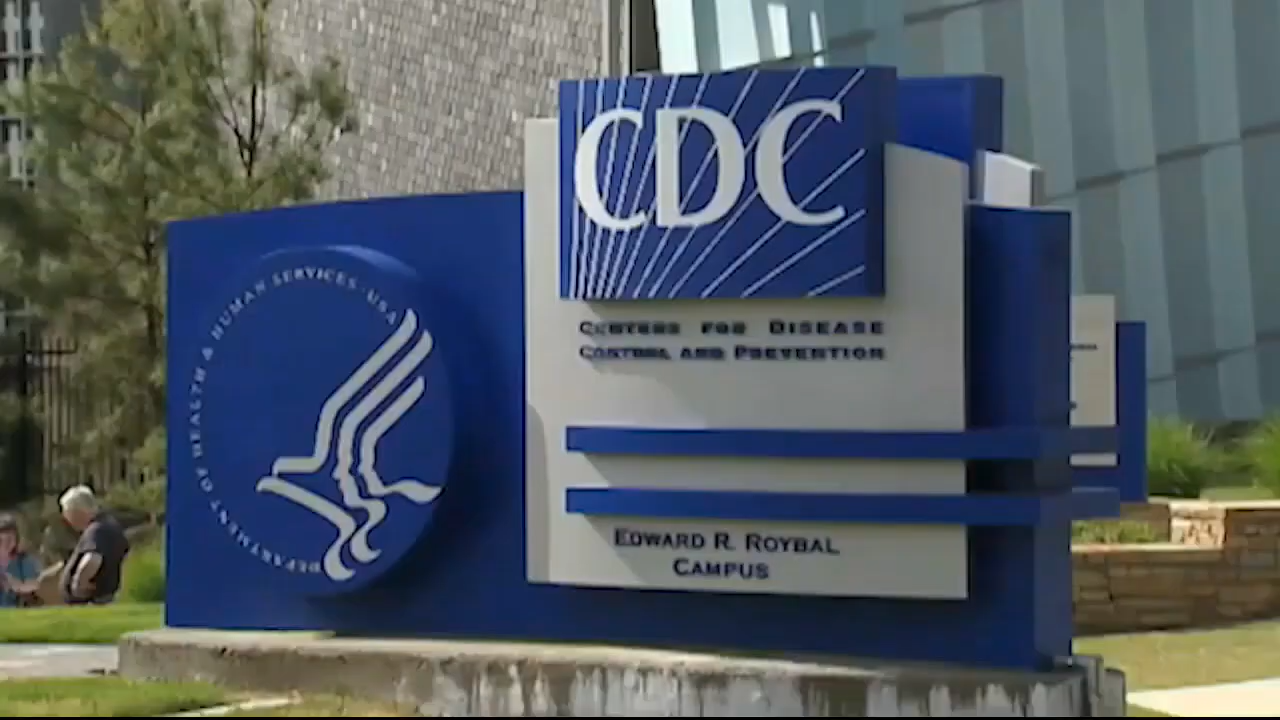 DEPARTMENT OF HEALTH & HUMAN SERVICES · USA
CDC
CENTERS FOR DISEASE
CONTROL AND PREVENTION
EDWARD R. ROYBAL
CAMPUS